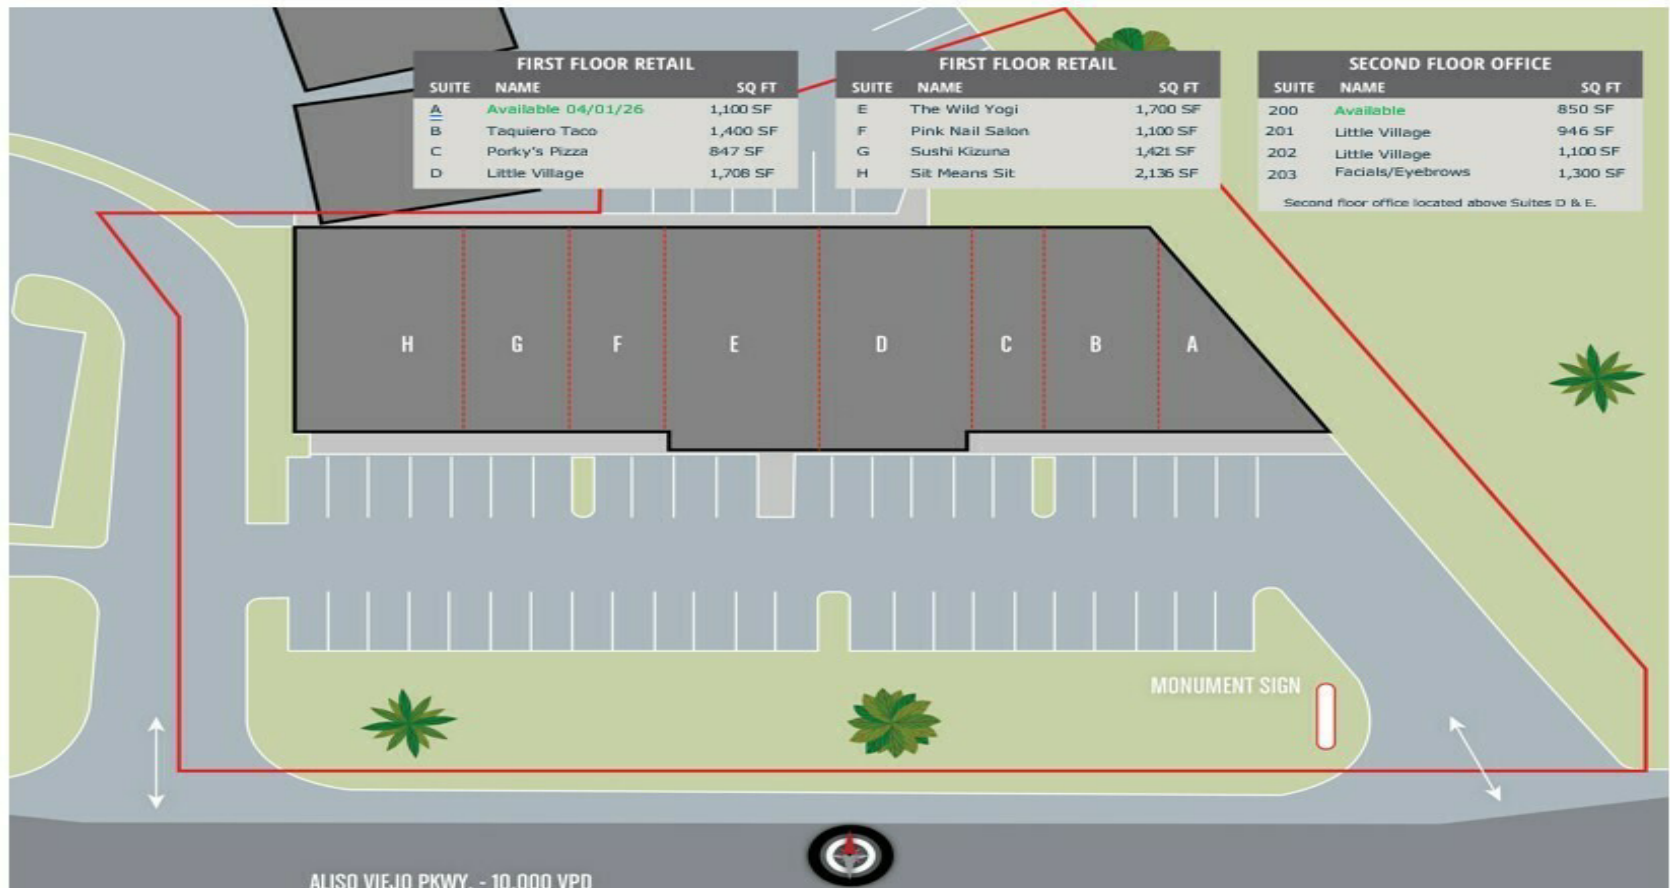 FIRST FLOOR RETAIL
SUITE NAME SQ FT
A Available 04/01/26 1,100 SF
B Taquiero Taco 1,400 SF
C Porky's Pizza 847 SF
D Little Village 1,708 SF
FIRST FLOOR RETAIL
SUITE NAME SQ FT
E The Wild Yogi 1,700 SF
F Pink Nail Salon 1,100 SF
G Sushi Kizuna 1,421 SF
H Sit Means Sit 2,136 SF
SECOND FLOOR OFFICE
SUITE NAME SQ FT
200 Available 850 SF
201 Little Village 946 SF
202 Little Village 1,100 SF
203 Facials/Eyebrows 1,300 SF
Second floor office located above Suites D & E.
H G F E D C B A
MONUMENT SIGN
ALISO VIEJO PKWY. - 10,000 VPD